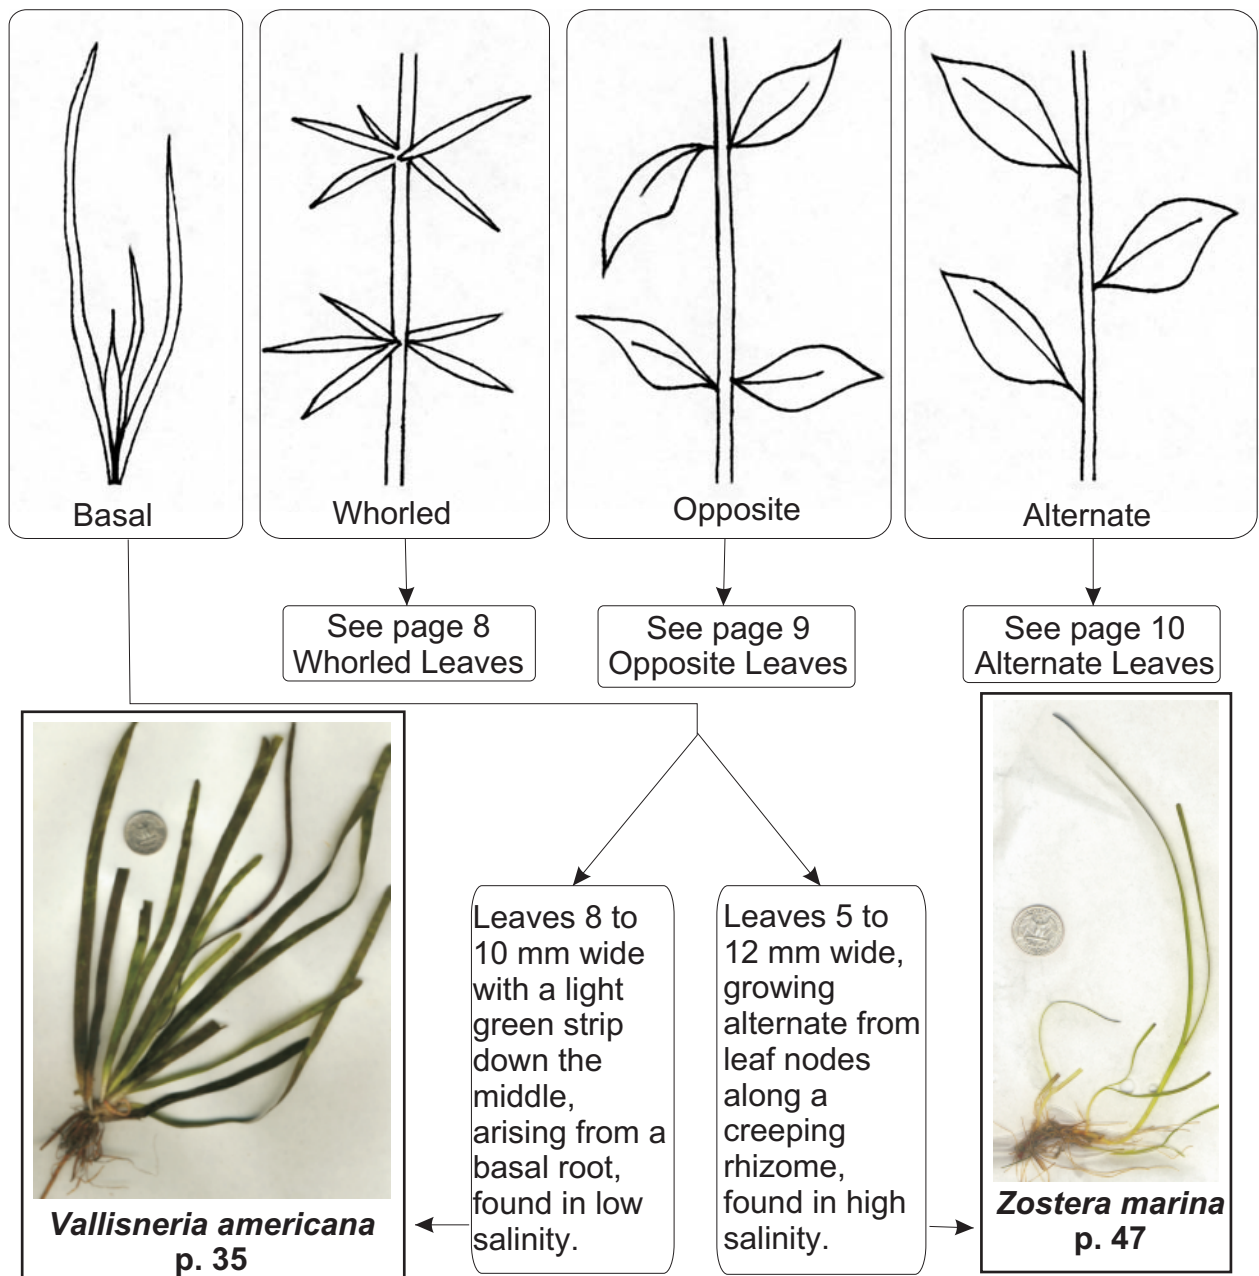 Basal
Whorled
Opposite
Alternate
See page 8
Whorled Leaves
See page 9
Opposite Leaves
See page 10
Alternate Leaves
Leaves 8 to
10 mm wide
with a light
green strip
down the
middle,
arising from a
basal root,
found in low
salinity.
Leaves 5 to
12 mm wide,
growing
alternate from
leaf nodes
along a
creeping
rhizome,
found in high
salinity.
Vallisneria americana
p. 35
Zostera marina
p. 47